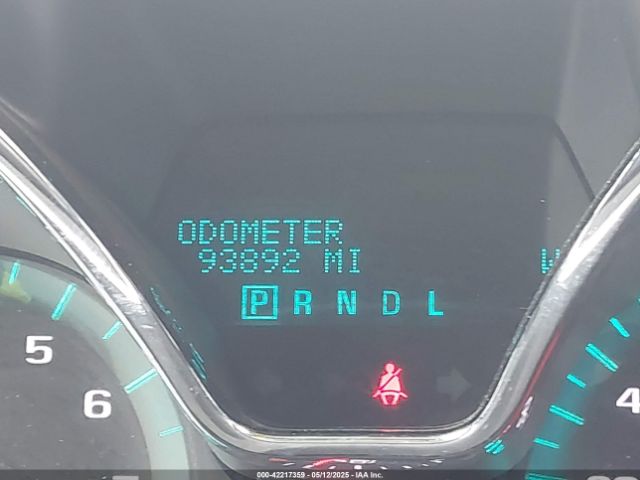 ODOMETER
93892 MI
W
P R N D L
5
6
4
000-42217359 - 05/12/2025 - IAA Inc.